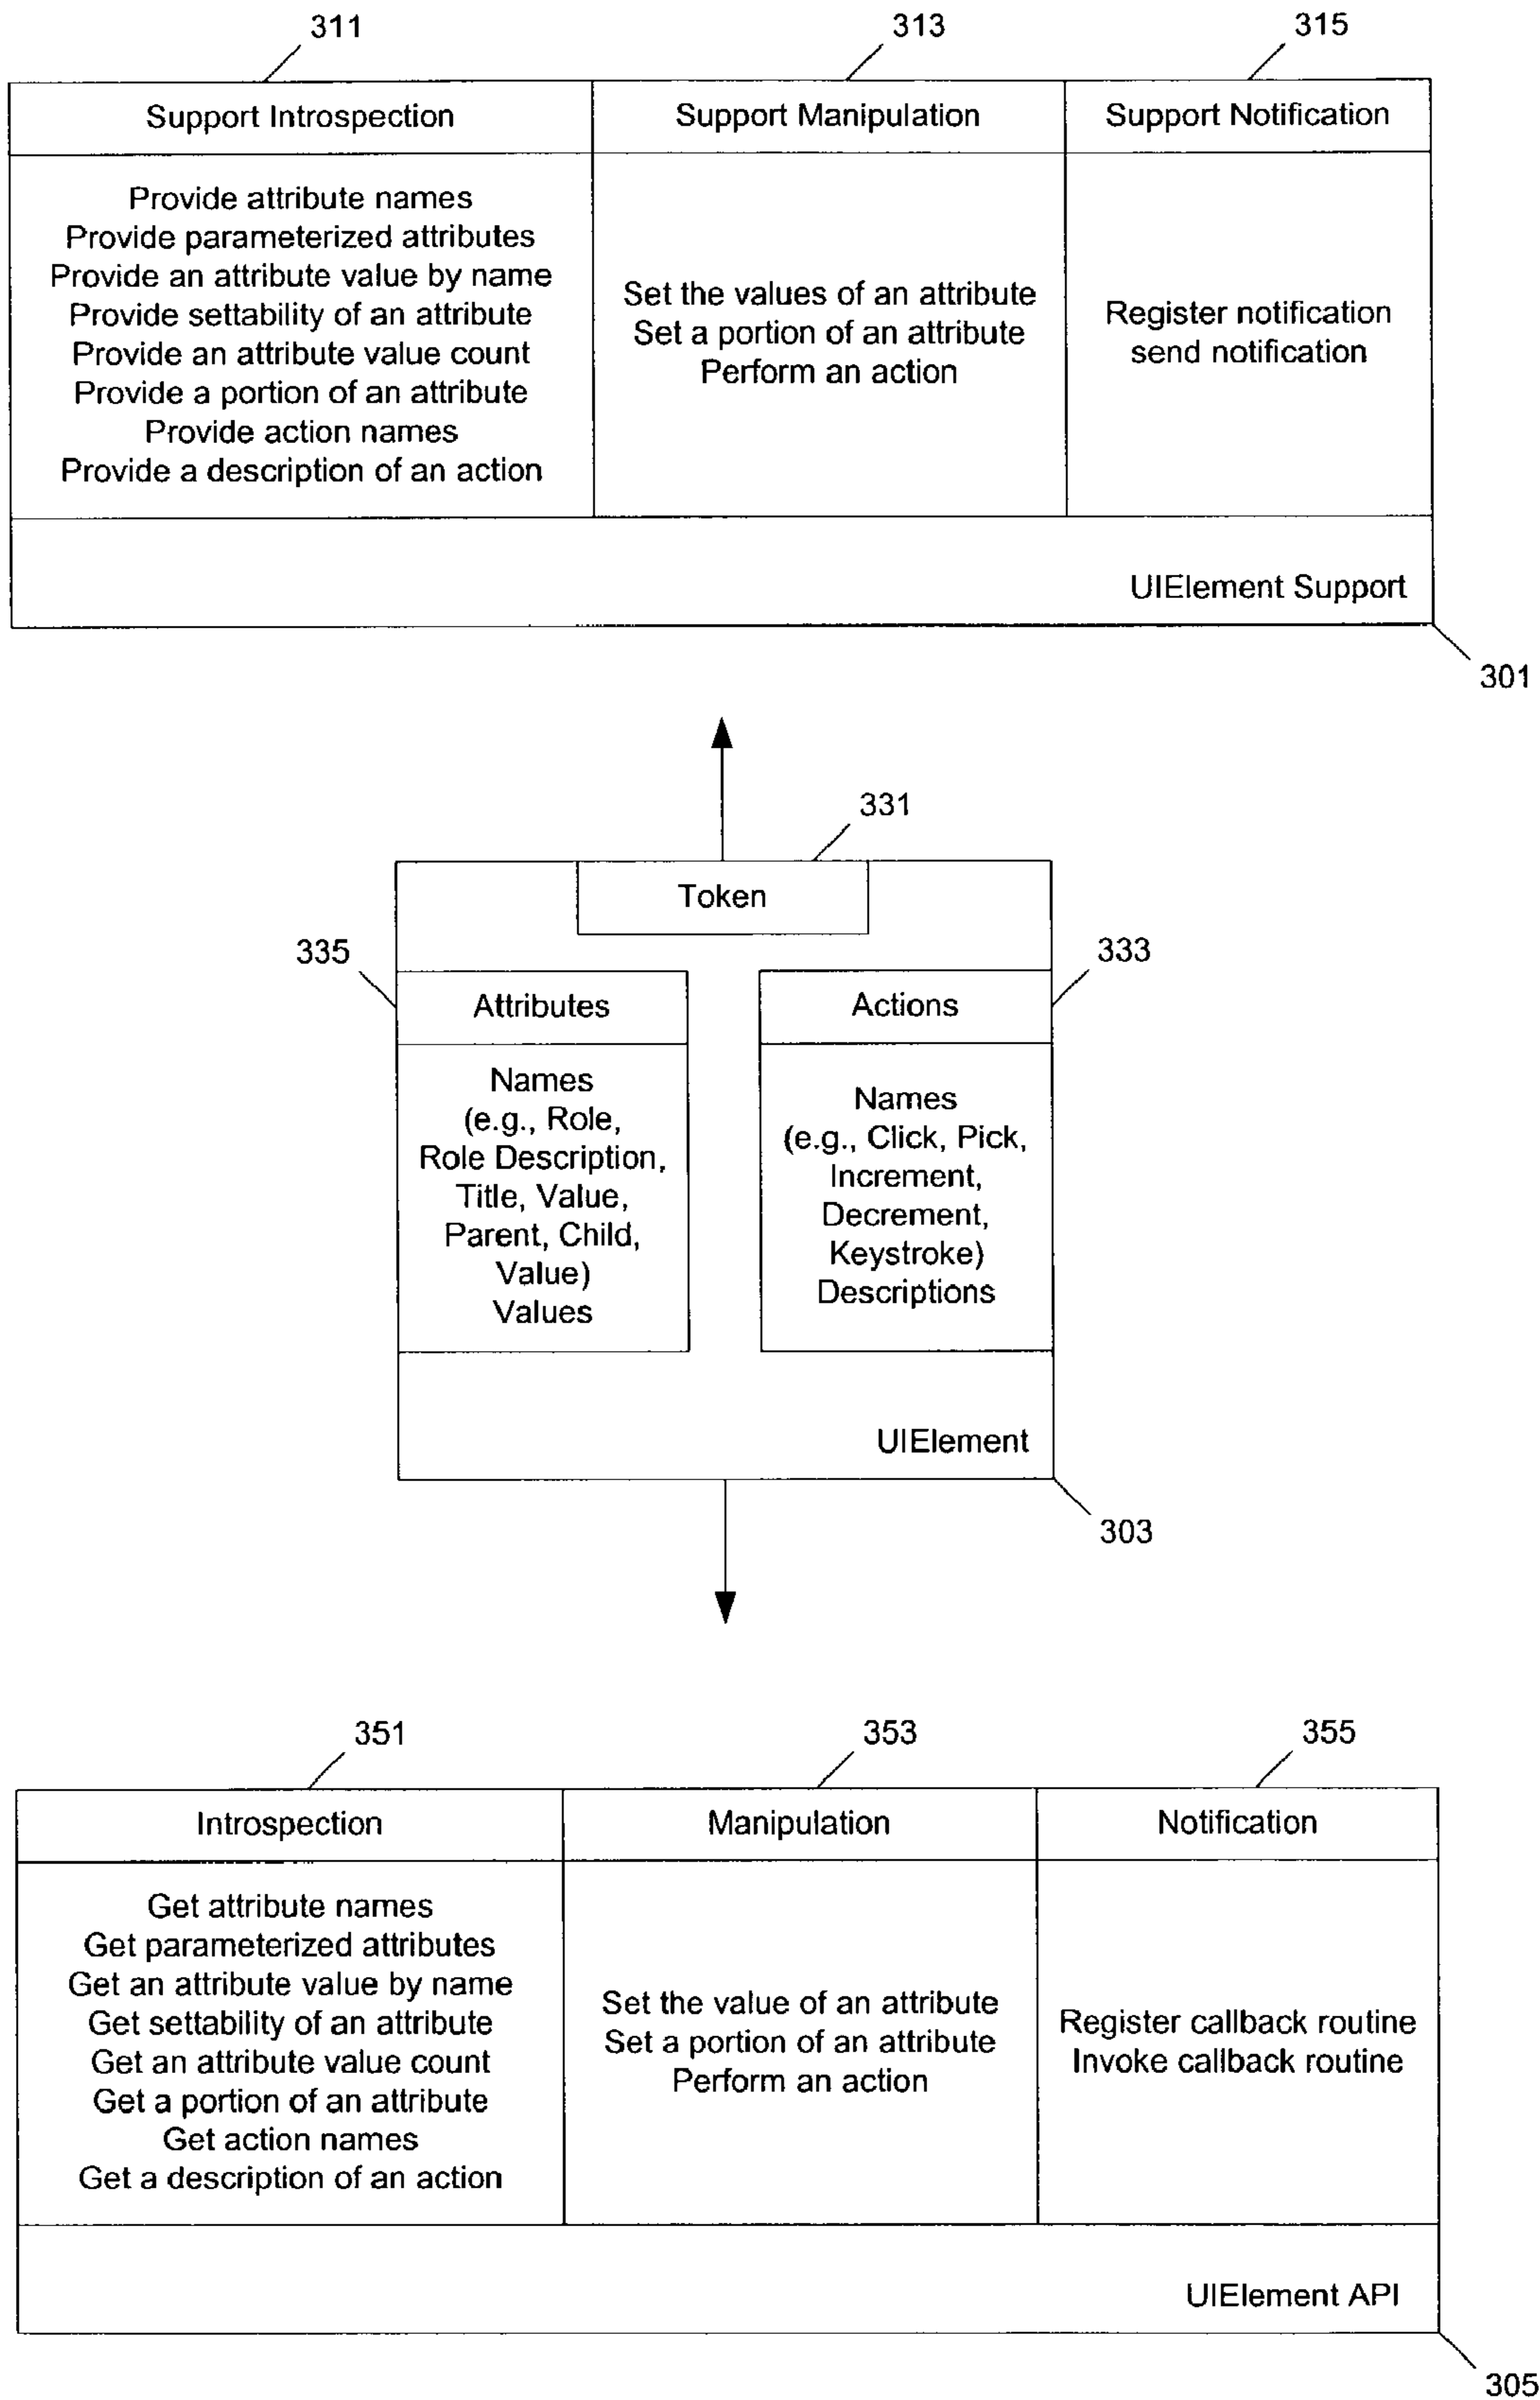 311
313
315
Support Introspection
Support Manipulation
Support Notification
Provide attribute names
Provide parameterized attributes
Provide an attribute value by name
Provide settability of an attribute
Provide an attribute value count
Provide a portion of an attribute
Provide action names
Provide a description of an action
Set the values of an attribute
Set a portion of an attribute
Perform an action
Register notification
send notification
UIElement Support
301
331
Token
335
333
Attributes
Names
(e.g., Role,
Role Description,
Title, Value,
Parent, Child,
Value)
Values
Actions
Names
(e.g., Click, Pick,
Increment,
Decrement,
Keystroke)
Descriptions
UIElement
303
351
353
355
Introspection
Manipulation
Notification
Get attribute names
Get parameterized attributes
Get an attribute value by name
Get settability of an attribute
Get an attribute value count
Get a portion of an attribute
Get action names
Get a description of an action
Set the value of an attribute
Set a portion of an attribute
Perform an action
Register callback routine
Invoke callback routine
UIElement API
305